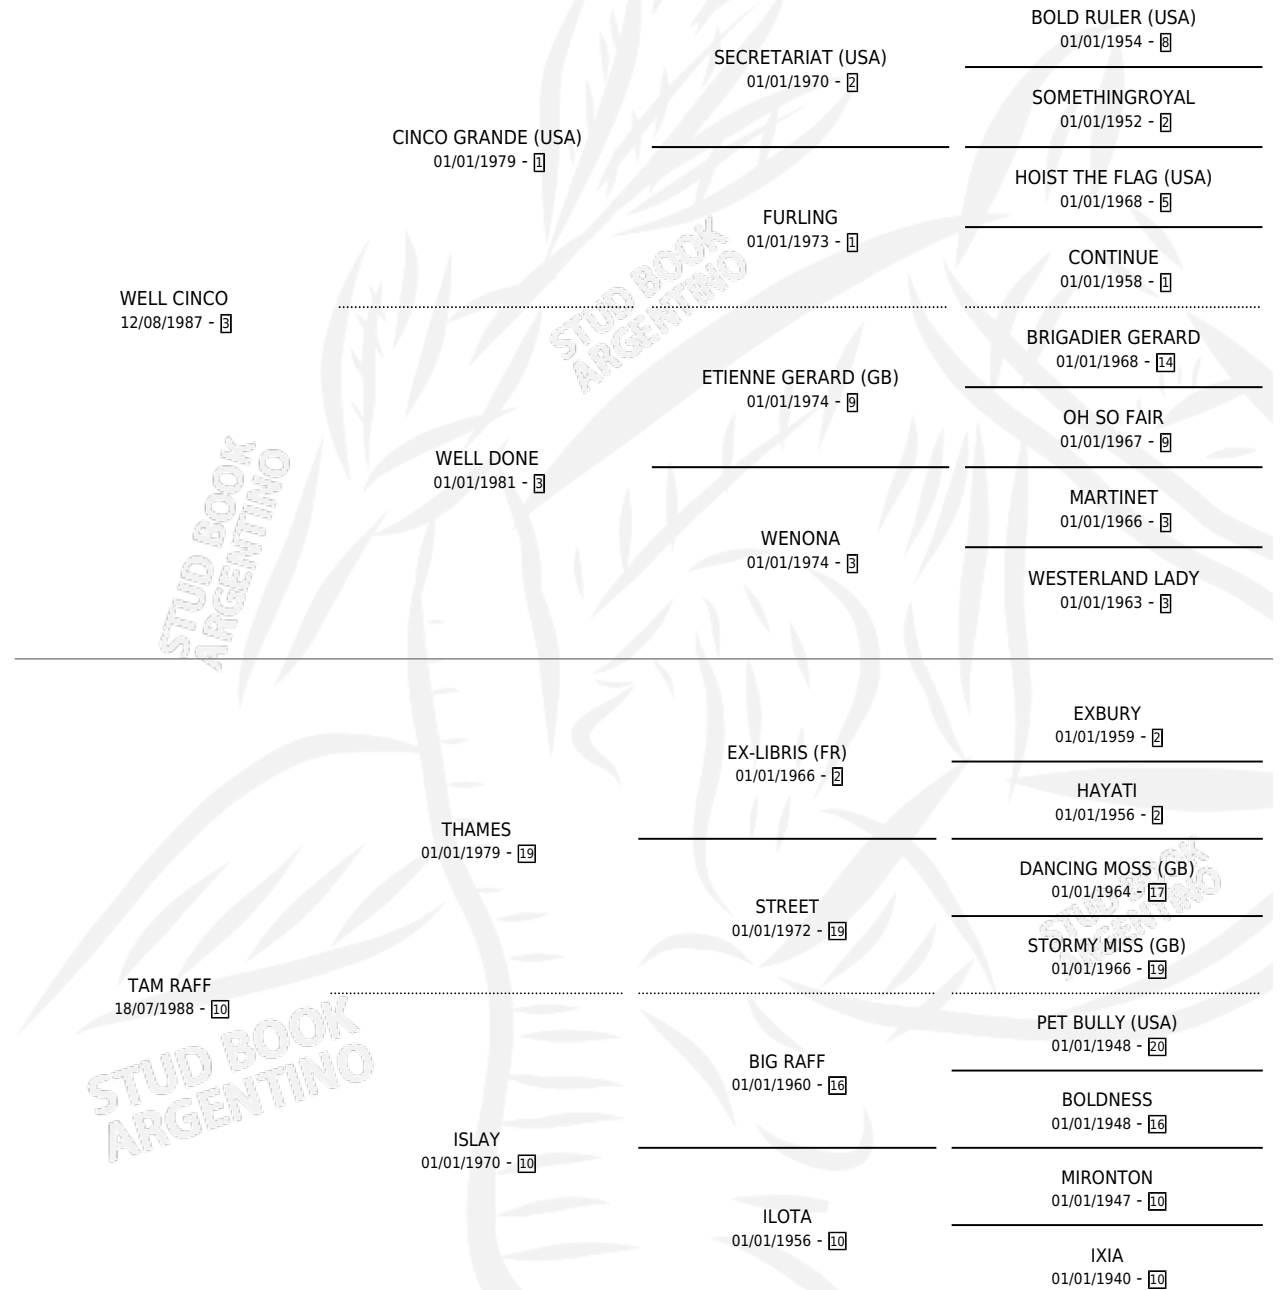 BOLD RULER (USA)
01/01/1954 - 8
SECRETARIAT (USA)
01/01/1970 - 2
SOMETHINGROYAL
01/01/1952 - 2
CINCO GRANDE (USA)
01/01/1979 - 1
HOIST THE FLAG (USA)
01/01/1968 - 5
FURLING
01/01/1973 - 1
CONTINUE
01/01/1958 - 1
WELL CINCO
12/08/1987 - 3
STUD BOOK
ARGENTINO
BRIGADIER GERARD
01/01/1968 - 14
ETIENNE GERARD (GB)
01/01/1974 - 9
OH SO FAIR
01/01/1967 - 9
WELL DONE
01/01/1981 - 3
MARTINET
01/01/1966 - 3
WENONA
01/01/1974 - 3
WESTERLAND LADY
01/01/1963 - 3
STUD BOOK
ARGENTINO
EXBURY
01/01/1959 - 2
EX-LIBRIS (FR)
01/01/1966 - 2
HAYATI
01/01/1956 - 2
THAMES
01/01/1979 - 19
DANCING MOSS (GB)
01/01/1964 - 17
STREET
01/01/1972 - 19
STORMY MISS (GB)
01/01/1966 - 19
STUD BOOK
ARGENTINO
TAM RAFF
18/07/1988 - 10
PET BULLY (USA)
01/01/1948 - 20
BIG RAFF
01/01/1960 - 16
BOLDNESS
01/01/1948 - 16
STUD BOOK
ARGENTINO
ISLAY
01/01/1970 - 10
MIRONTON
01/01/1947 - 10
ILOTA
01/01/1956 - 10
IXIA
01/01/1940 - 10